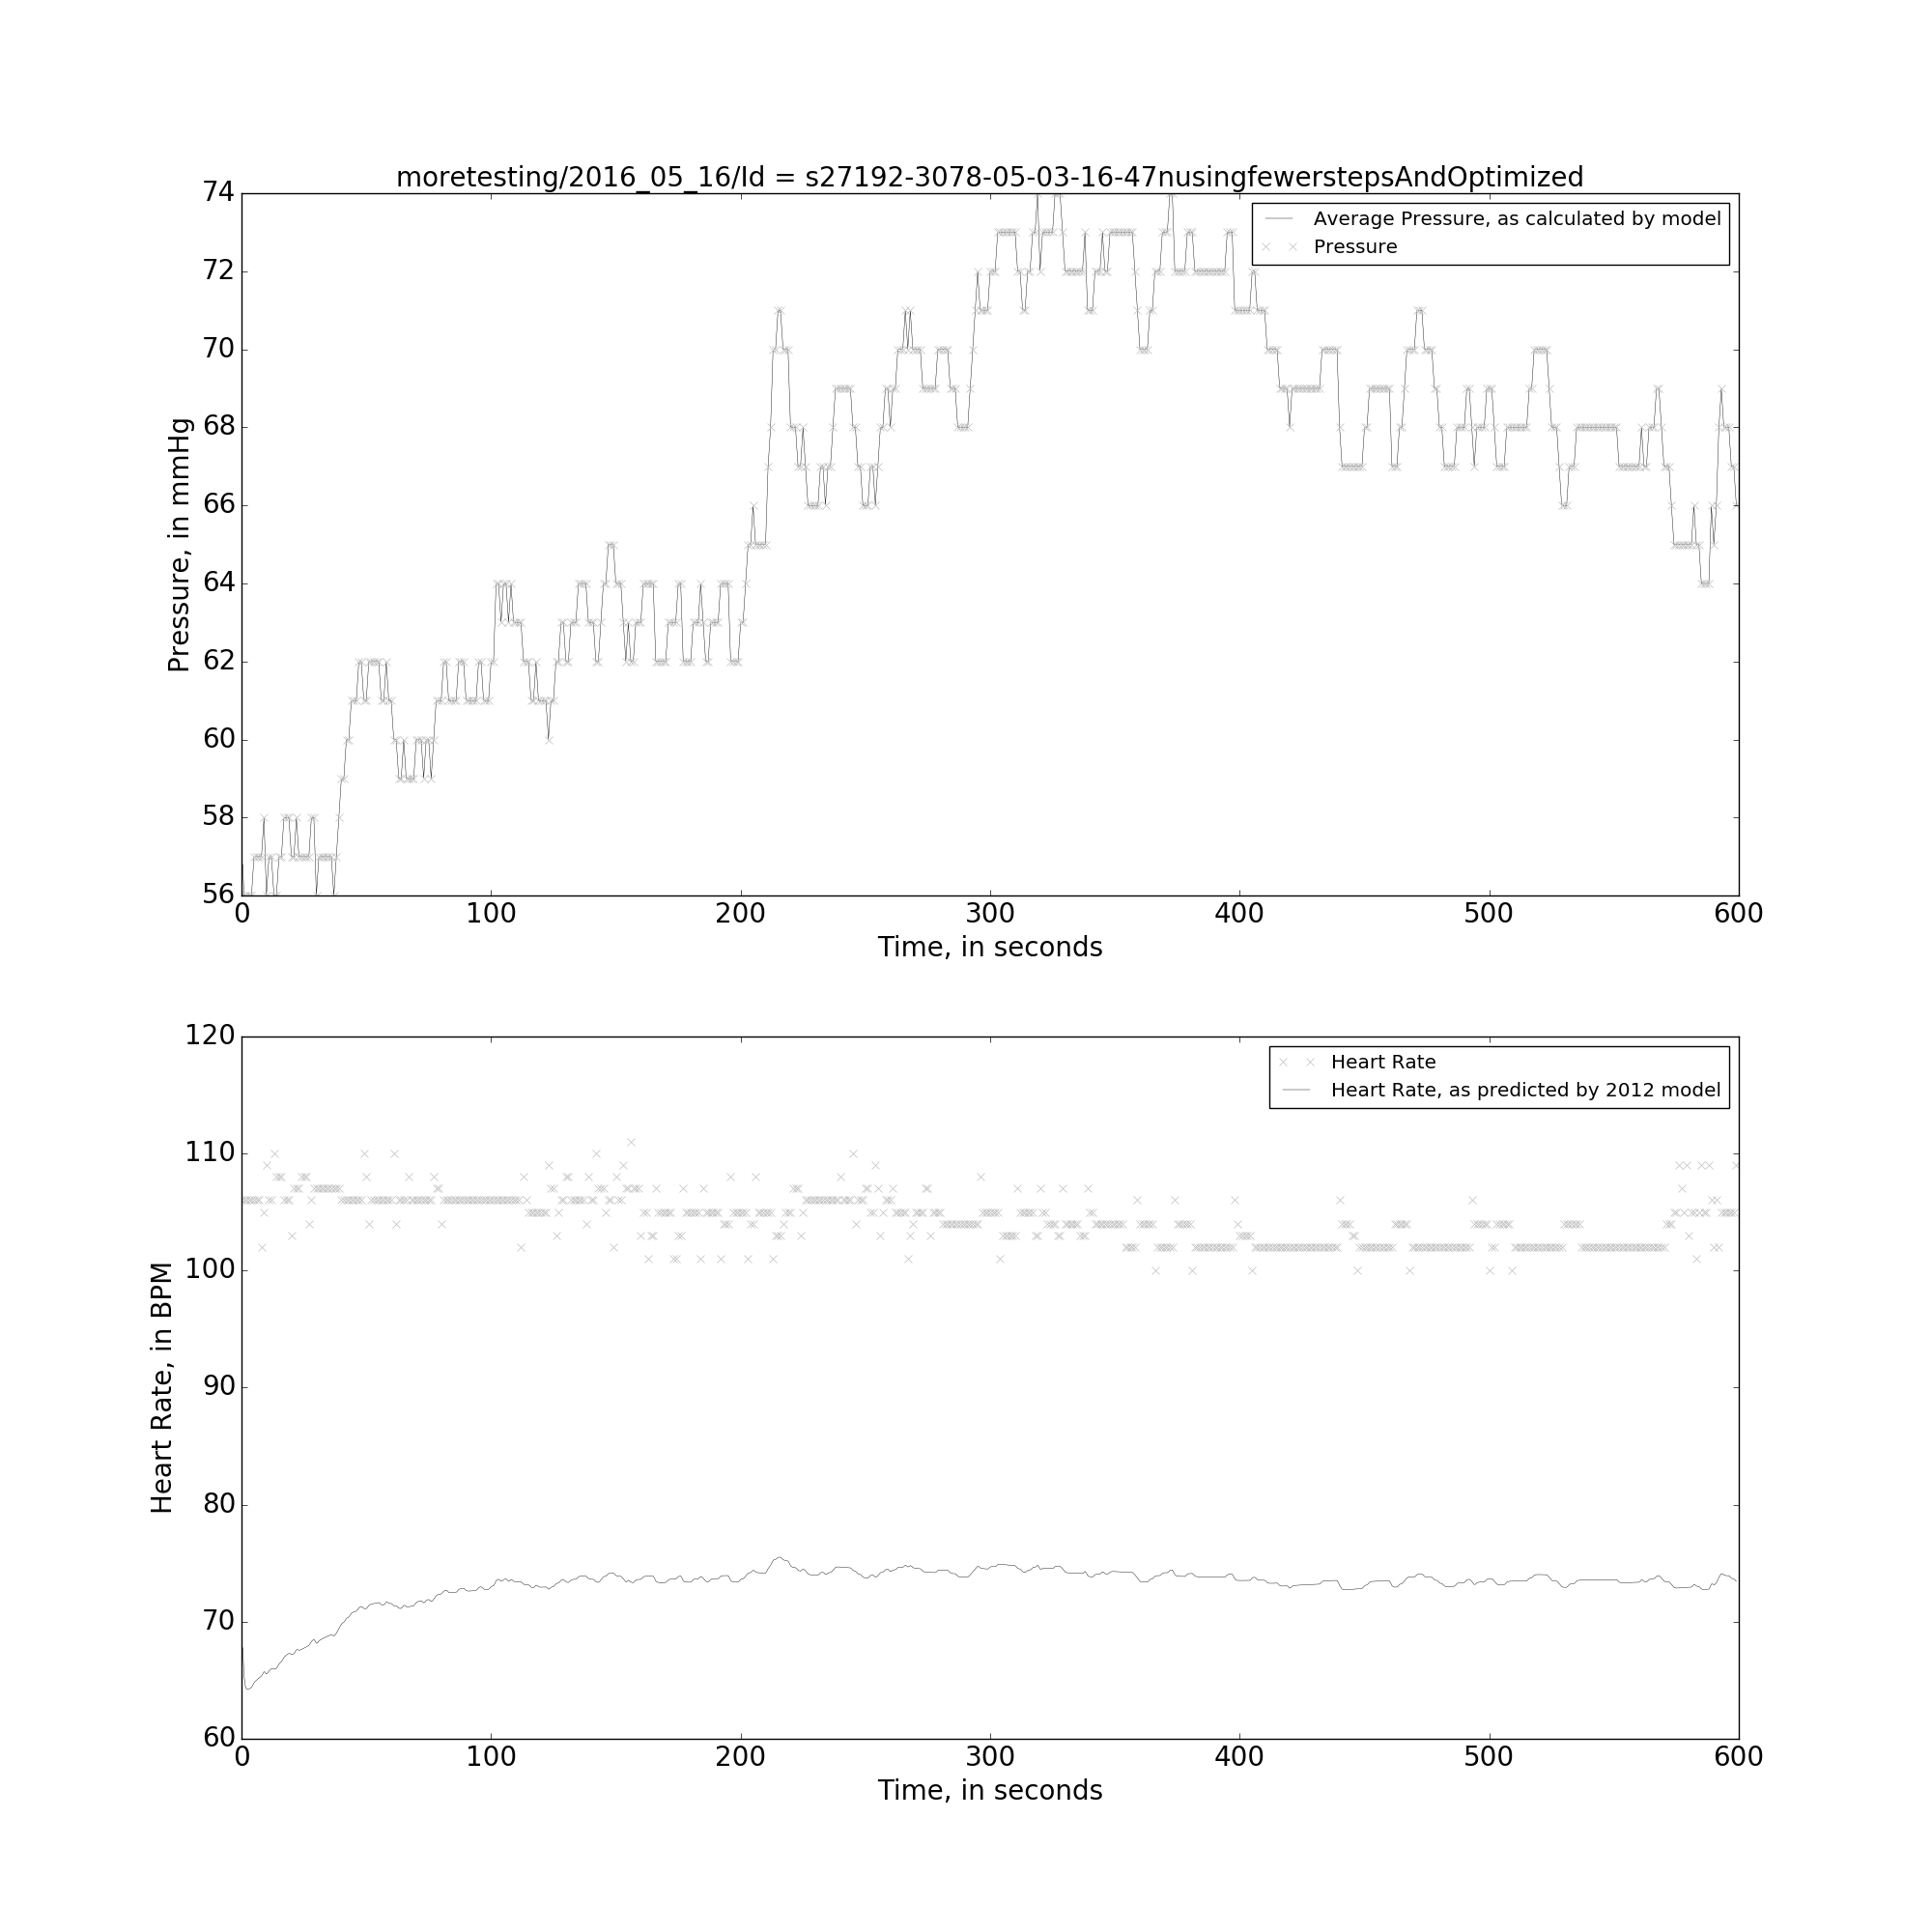 moretesting/2016_05_16/Id = s27192-3078-05-03-16-47nusingfewerstepsAndOptimized
74
72
70
68
66
64
62
60
58
56
Pressure, in mmHg
Average Pressure, as calculated by model
Pressure
0 100 200 300 400 500 600
Time, in seconds
120
110
100
90
80
70
60
Heart Rate, in BPM
Heart Rate
Heart Rate, as predicted by 2012 model
0 100 200 300 400 500 600
Time, in seconds